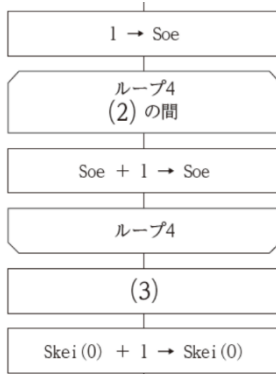 1 → Soe
ループ4
(2) の間
Soe + 1 → Soe
ループ4
(3)
Skei(0) + 1 → Skei(0)